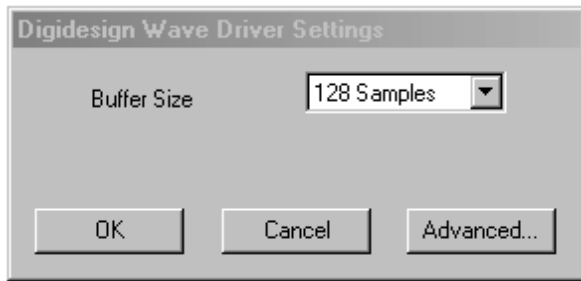 Digidesign Wave Driver Settings
Buffer Size
128 Samples
OK
Cancel
Advanced...